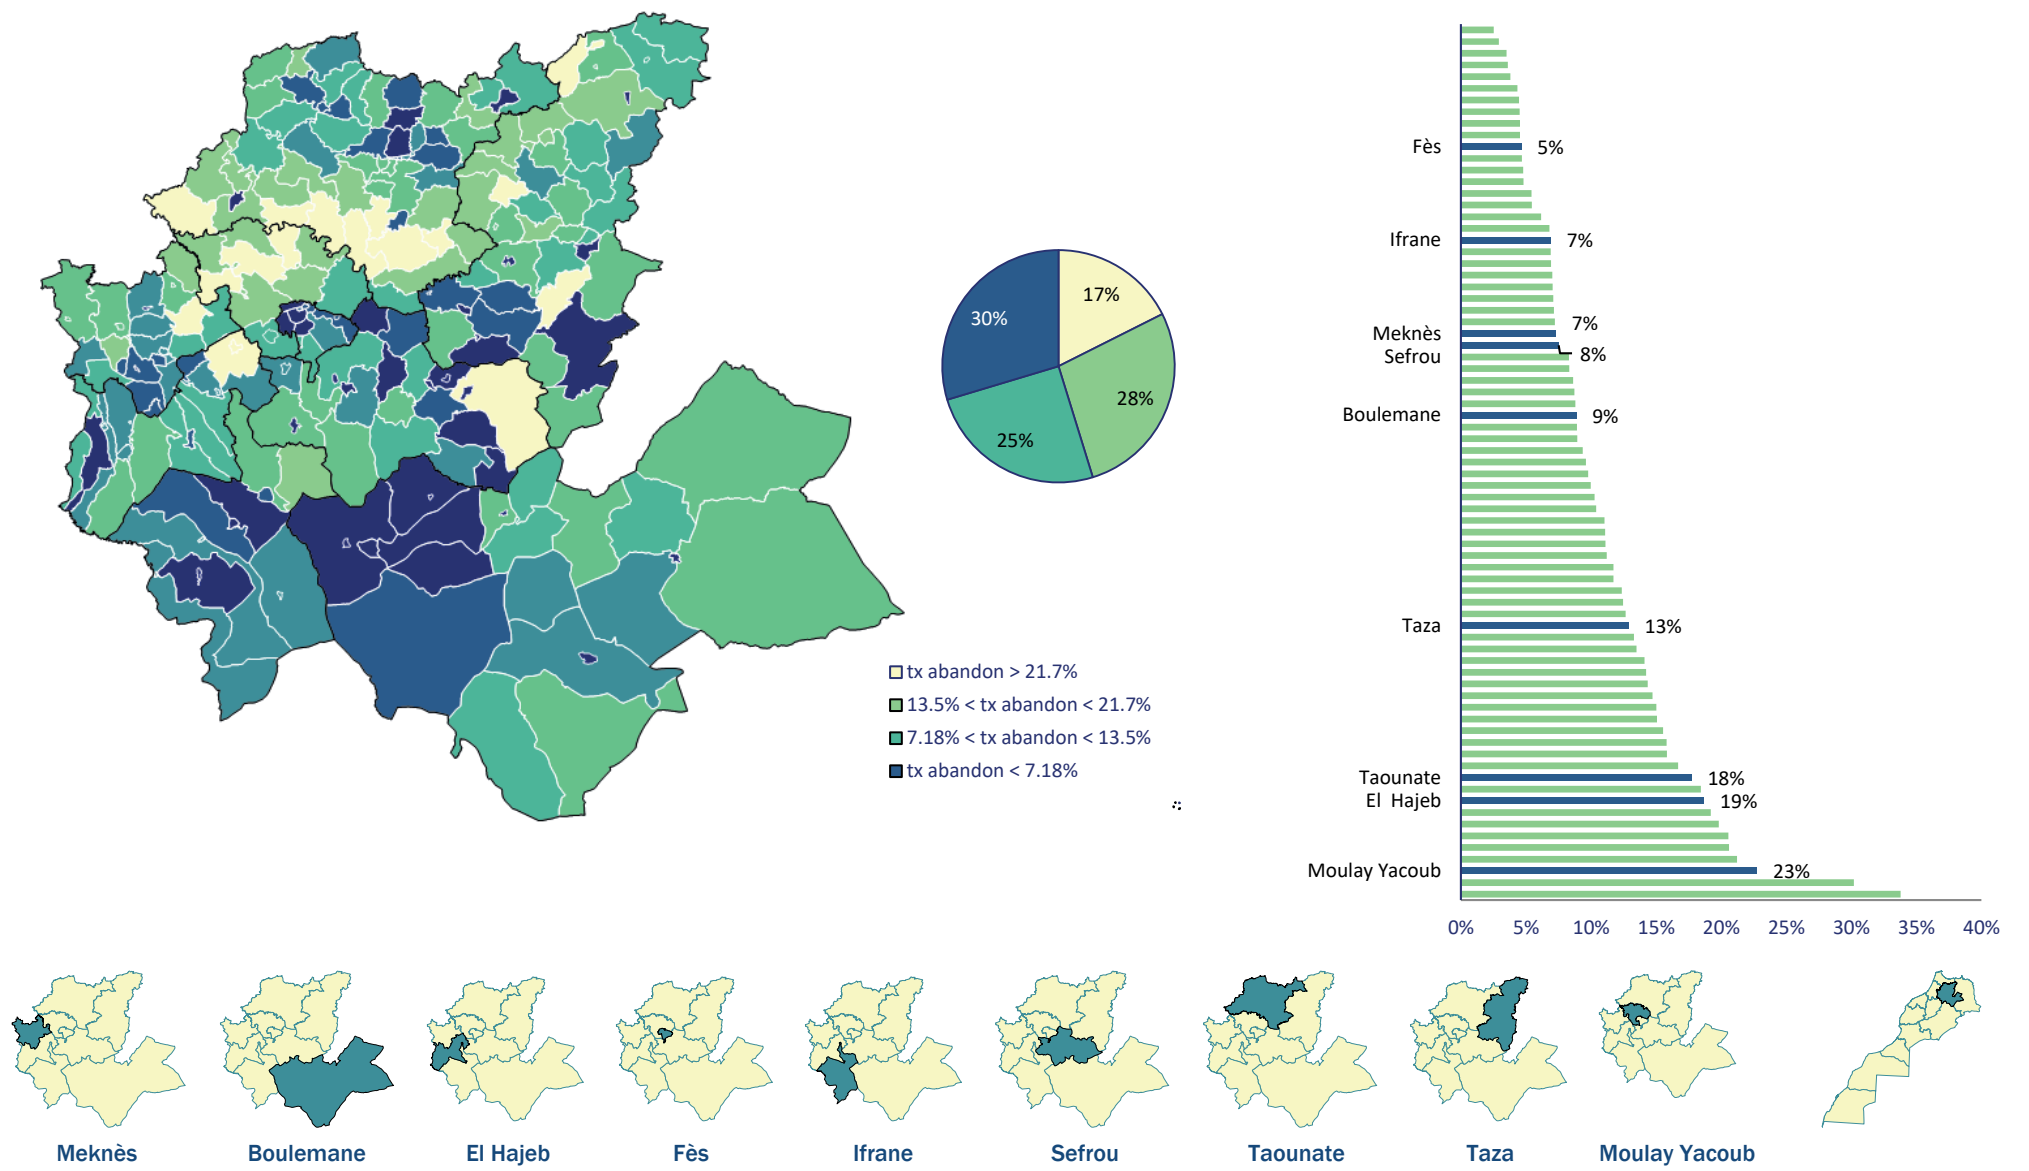 Fès 5%
Ifrane 7%
Meknès 7%
Sefrou 8%
Boulemane 9%
Taza 13%
Taounate 18%
El Hajeb 19%
Moulay Yacoub 23%
0% 5% 10% 15% 20% 25% 30% 35% 40%
17%
30%
28%
25%
tx abandon > 21.7%
13.5% < tx abandon < 21.7%
7.18% < tx abandon < 13.5%
tx abandon < 7.18%
Meknès Boulemane El Hajeb Fès Ifrane Sefrou Taounate Taza Moulay Yacoub